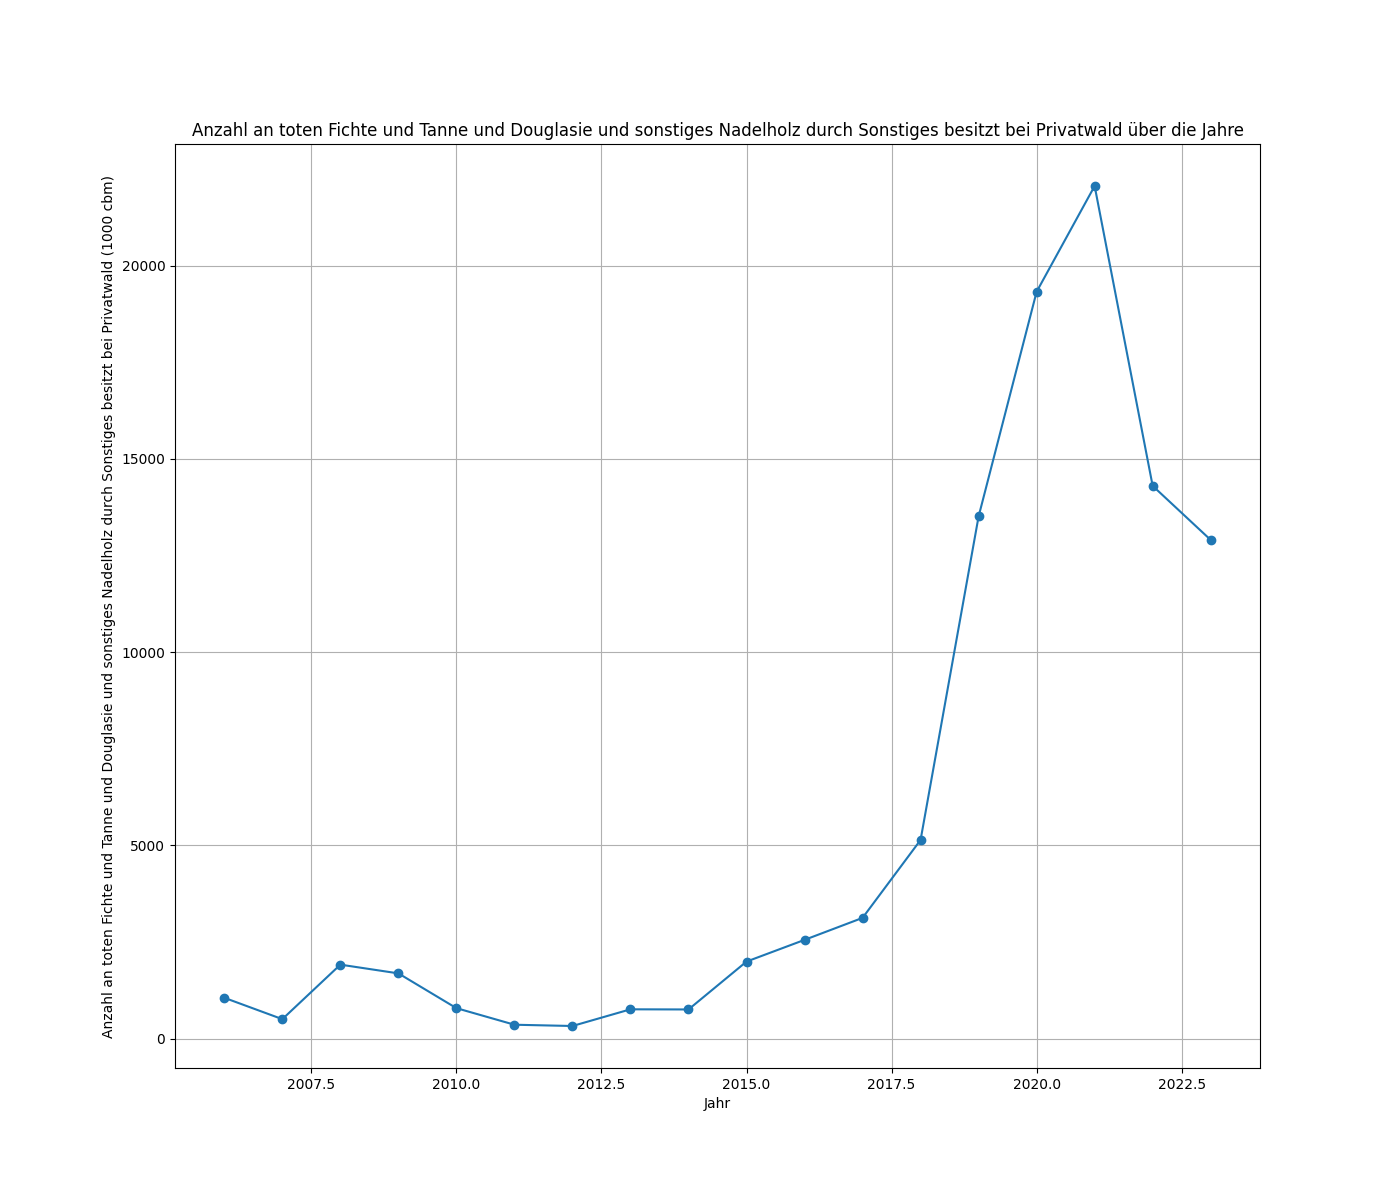 Anzahl an toten Fichte und Tanne und Douglasie und sonstiges Nadelholz durch Sonstiges besitzt bei Privatwald über die Jahre
Anzahl an toten Fichte und Tanne und Douglasie und sonstiges Nadelholz durch Sonstiges besitzt bei Privatwald (1000 cbm)
20000
15000
10000
5000
0
2007.5 2010.0 2012.5 2015.0 2017.5 2020.0 2022.5
Jahr